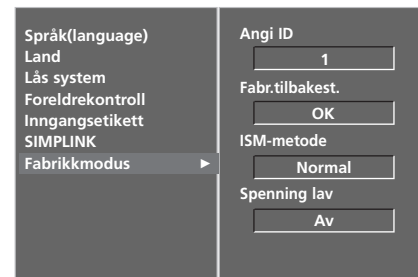 Språk(language)
Land
Lås system
Foreldrekontroll
Inngangsetikett
SIMPLINK
Fabrikkmodus ►
Angi ID
1
Fabr.tilbakest.
OK
ISM-metode
Normal
Spenning lav
Av